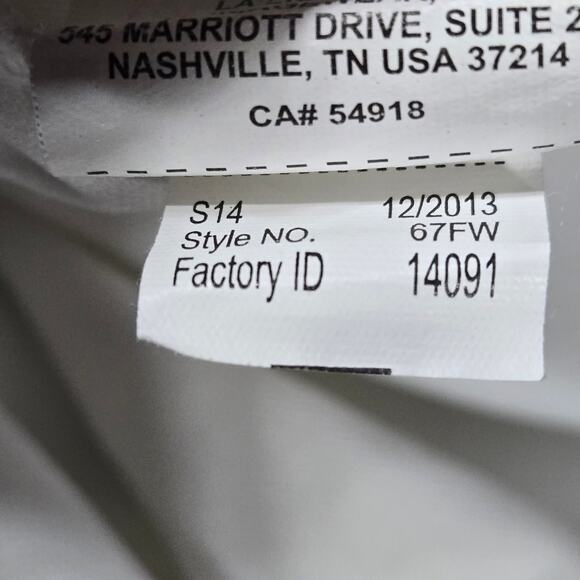 545 MARRIOTT DRIVE, SUITE 2
NASHVILLE, TN USA 37214
CA# 54918
S14 12/2013
Style NO. 67FW
Factory ID 14091